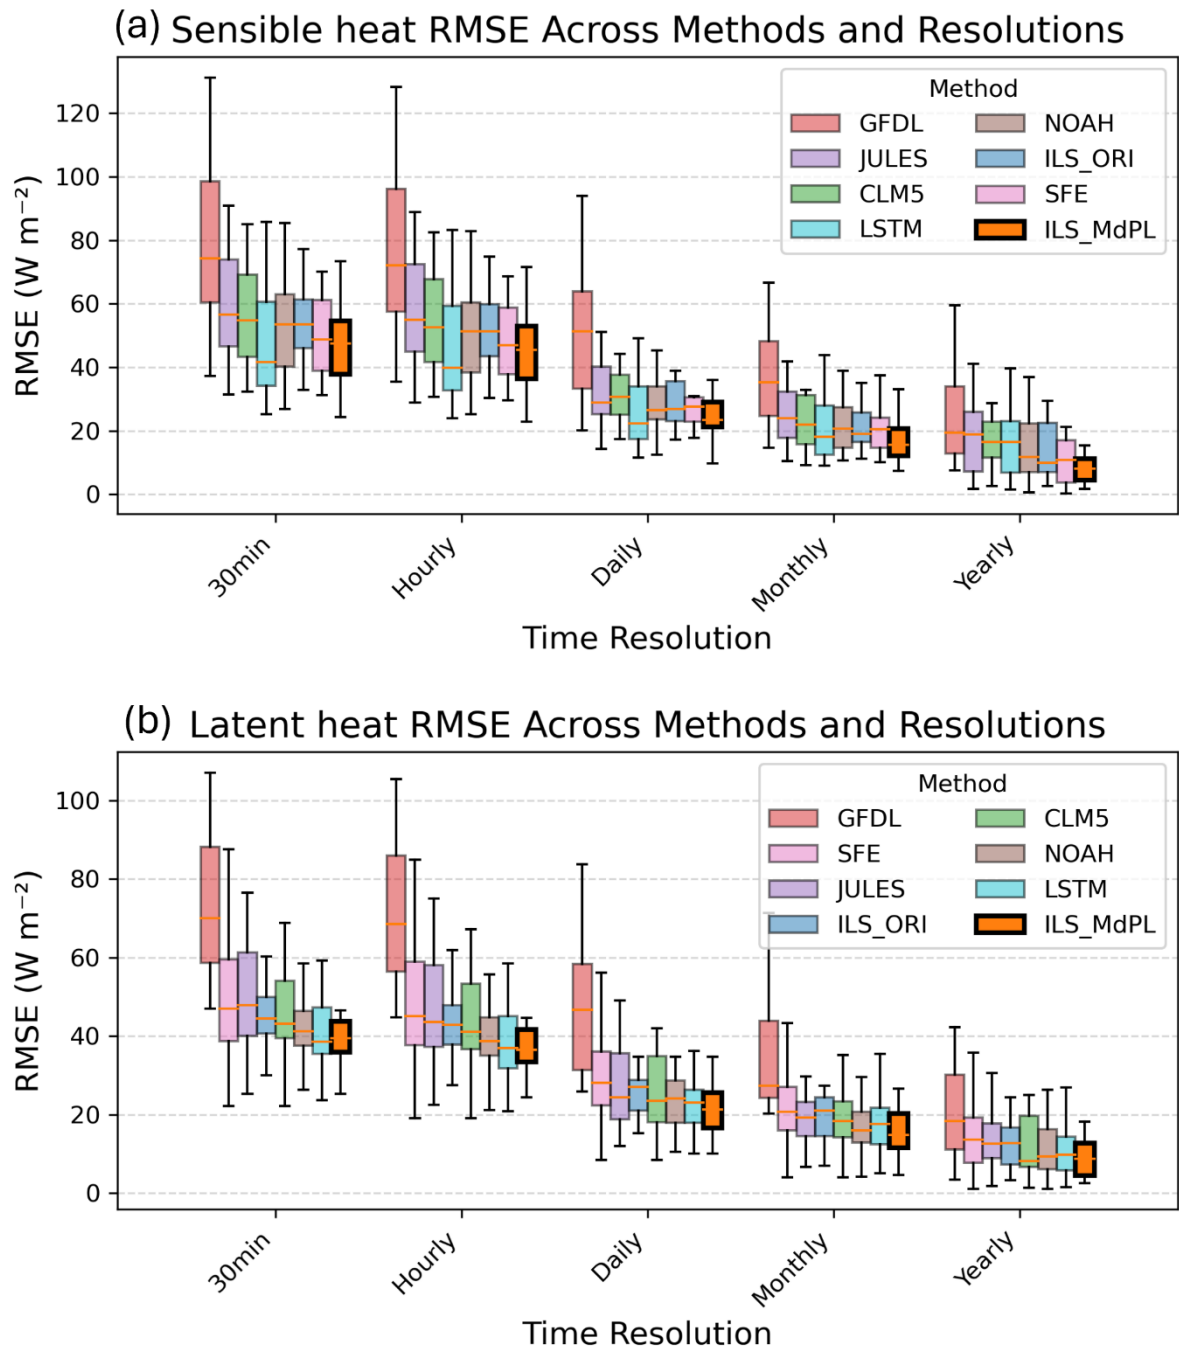 (a) Sensible heat RMSE Across Methods and Resolutions
RMSE (W m⁻²)
120
100
80
60
40
20
0
Method
GFDL NOAH
JULES ILS_ORI
CLM5 SFE
LSTM ILS_MdPL
30min Hourly Daily Monthly Yearly
Time Resolution
(b) Latent heat RMSE Across Methods and Resolutions
RMSE (W m⁻²)
100
80
60
40
20
0
Method
GFDL CLM5
SFE NOAH
JULES LSTM
ILS_ORI ILS_MdPL
30min Hourly Daily Monthly Yearly
Time Resolution